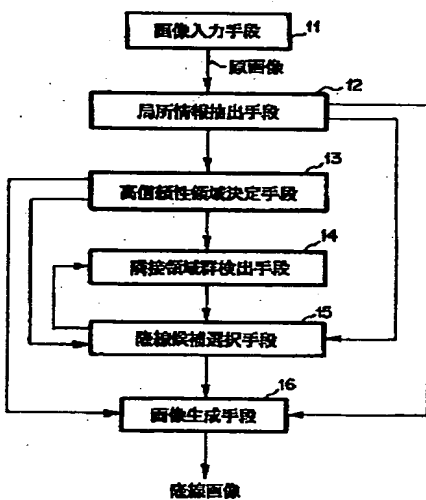 画像入力手段
11
原画像
12
局所情報抽出手段
13
高信頼性領域決定手段
14
隣接領域群検出手段
15
隆線候補選択手段
16
画像生成手段
隆線画像